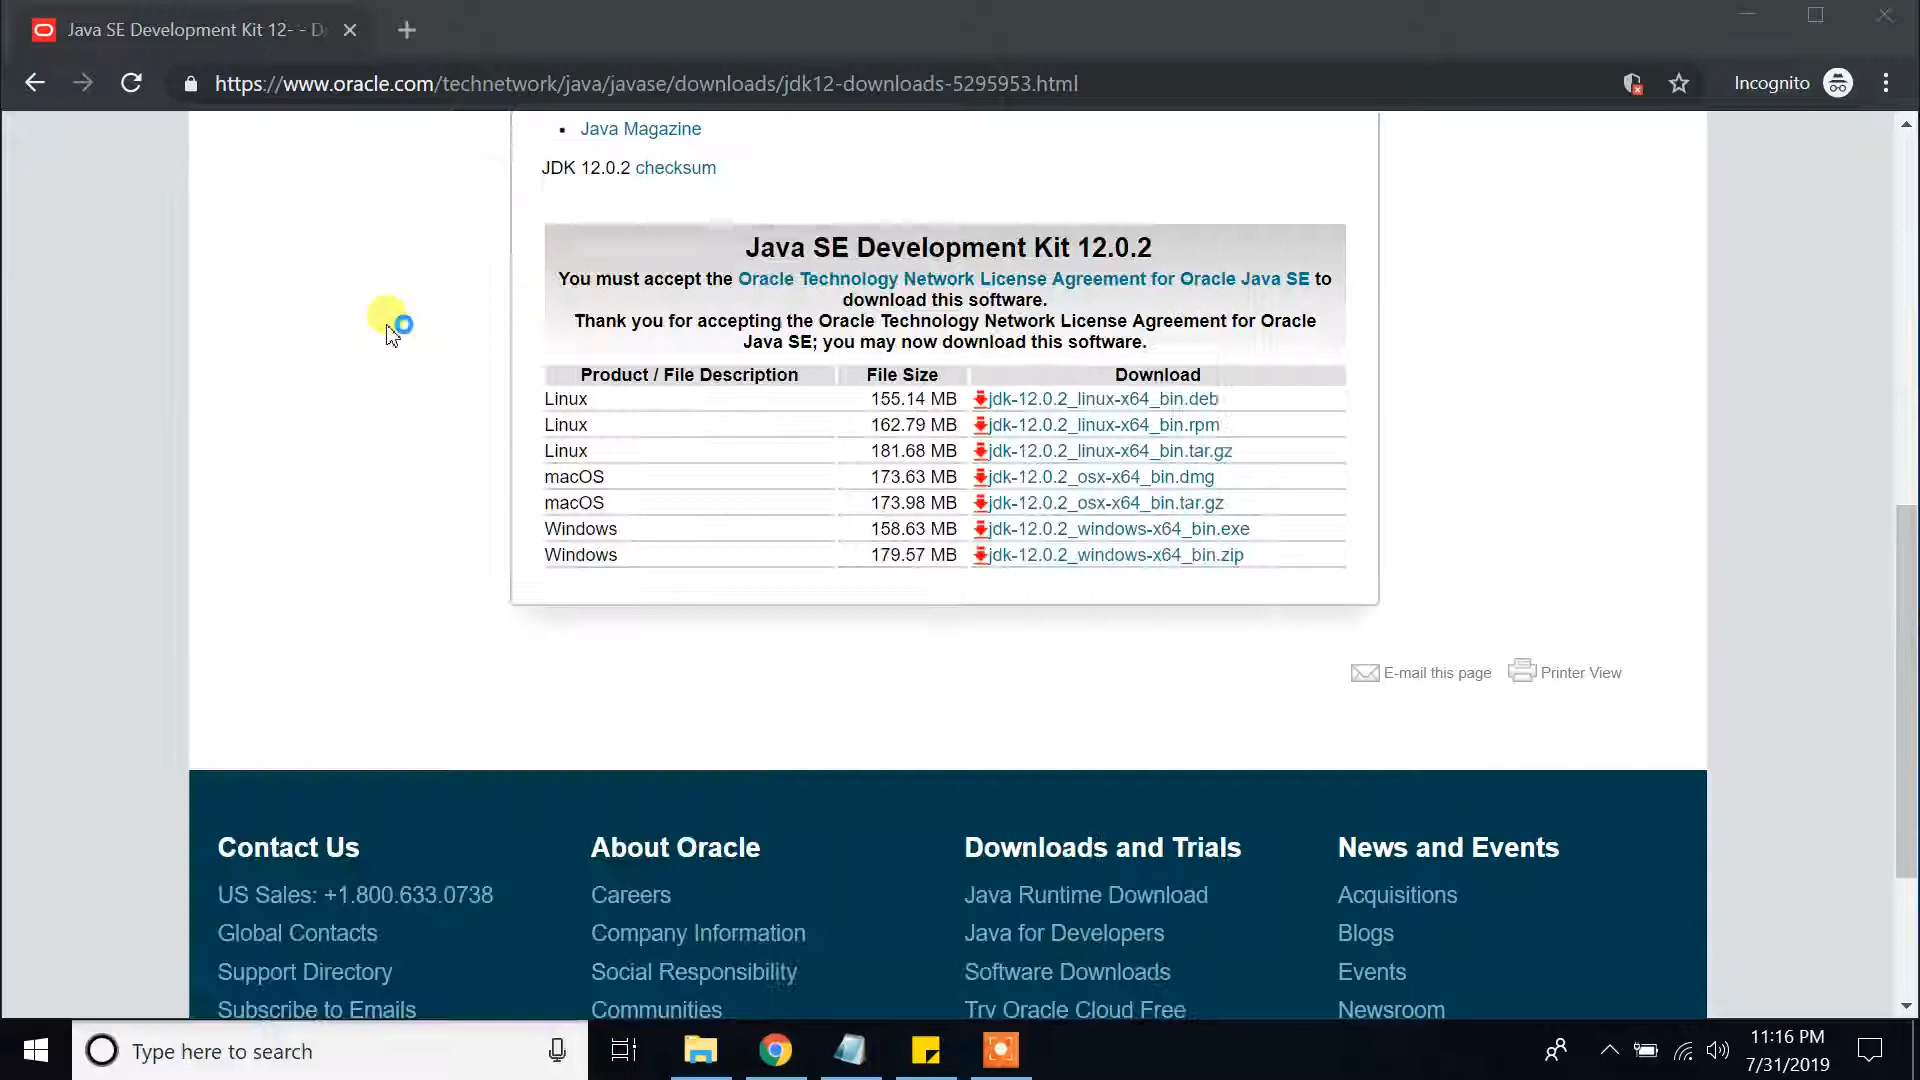 Java SE Development Kit 12- - D
https://www.oracle.com/technetwork/java/javase/downloads/jdk12-downloads-5295953.html
Incognito
Java Magazine
JDK 12.0.2 checksum
Java SE Development Kit 12.0.2
You must accept the Oracle Technology Network License Agreement for Oracle Java SE to
download this software.
Thank you for accepting the Oracle Technology Network License Agreement for Oracle
Java SE; you may now download this software.
Product / File Description File Size Download
Linux 155.14 MB jdk-12.0.2_linux-x64_bin.deb
Linux 162.79 MB jdk-12.0.2_linux-x64_bin.rpm
Linux 181.68 MB jdk-12.0.2_linux-x64_bin.tar.gz
macOS 173.63 MB jdk-12.0.2_osx-x64_bin.dmg
macOS 173.98 MB jdk-12.0.2_osx-x64_bin.tar.gz
Windows 158.63 MB jdk-12.0.2_windows-x64_bin.exe
Windows 179.57 MB jdk-12.0.2_windows-x64_bin.zip
E-mail this page Printer View
Contact Us
US Sales: +1.800.633.0738
Global Contacts
Support Directory
Subscribe to Emails
About Oracle
Careers
Company Information
Social Responsibility
Communities
Downloads and Trials
Java Runtime Download
Java for Developers
Software Downloads
Try Oracle Cloud Free
News and Events
Acquisitions
Blogs
Events
Newsroom
Type here to search
11:16 PM
7/31/2019